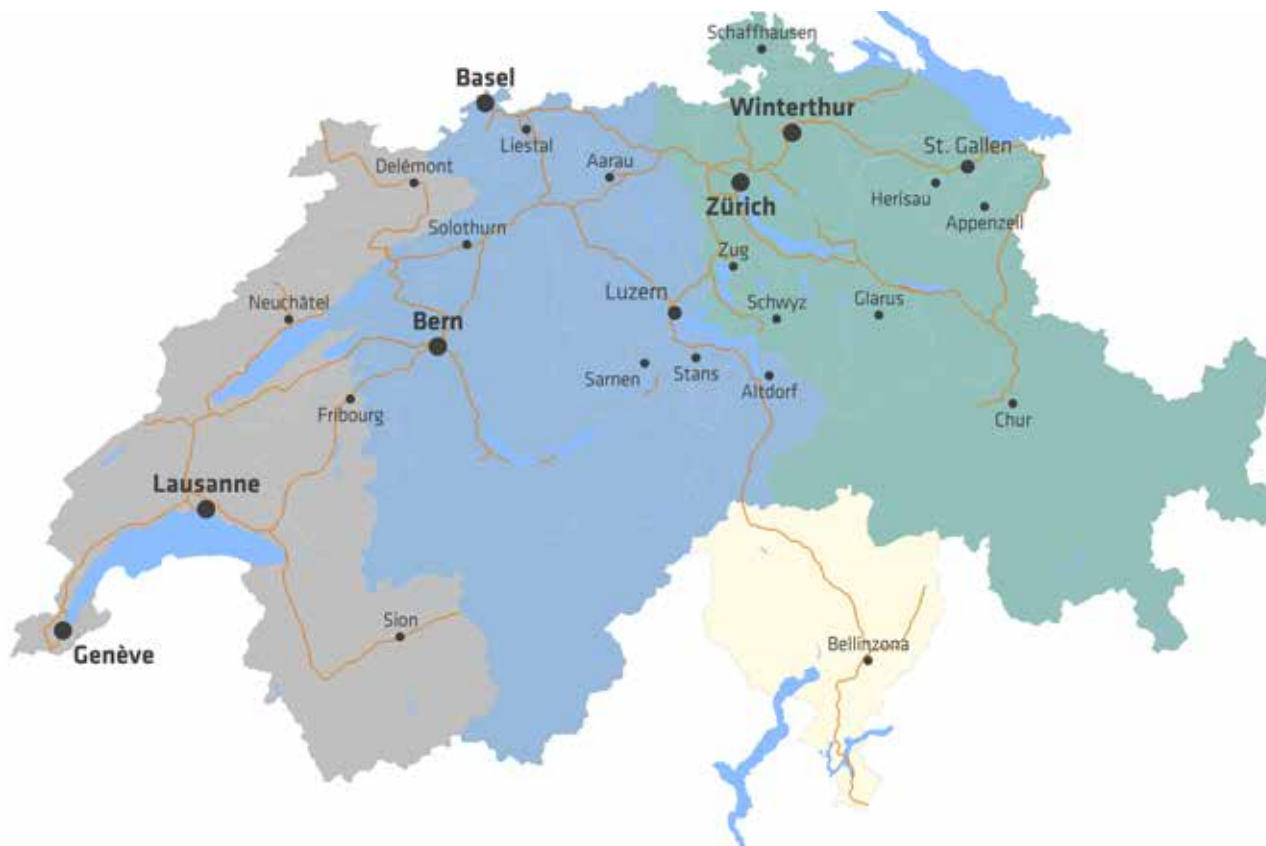 Schaffhausen
Basel
Winterthur
Liestal
St. Gallen
Delémont
Aarau
Herisau
Zürich
Appenzell
Solothurn
Zug
Neuchâtel
Luzern
Schwyz
Glarus
Bern
Sarnen
Stans
Altdorf
Fribourg
Chur
Lausanne
Sion
Bellinzona
Genève